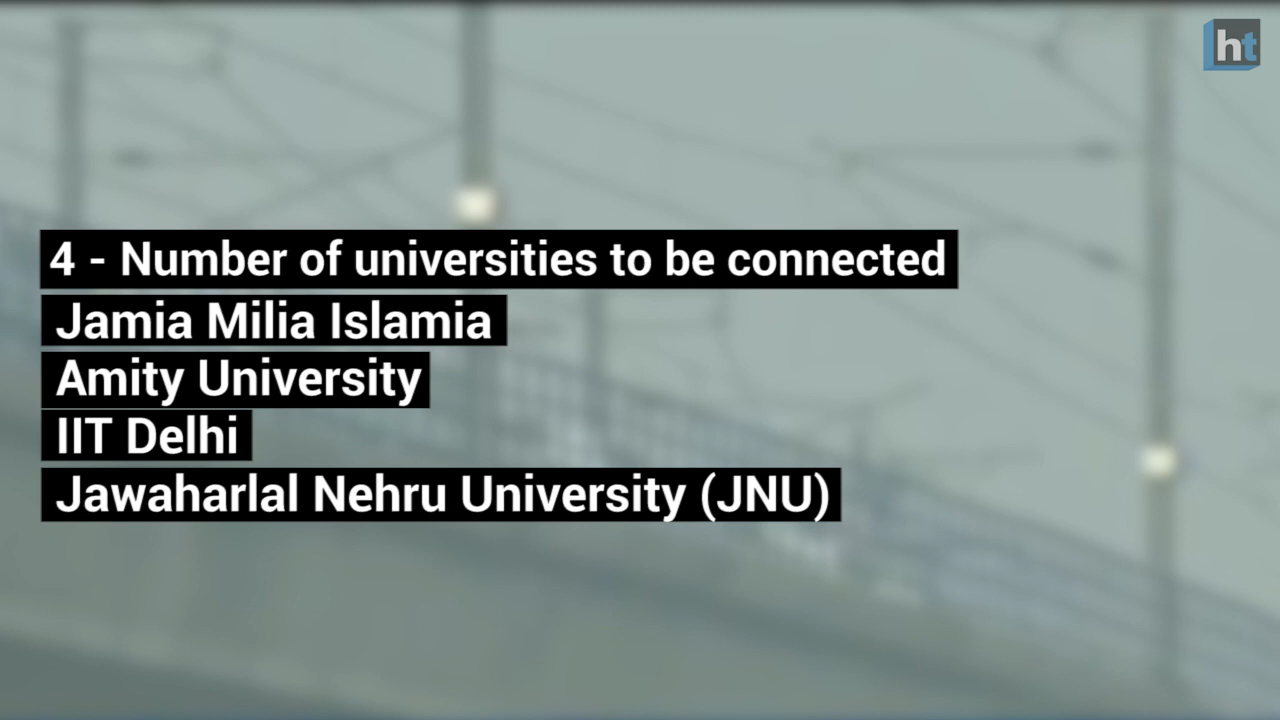 ht
4 - Number of universities to be connected
Jamia Milia Islamia
Amity University
IIT Delhi
Jawaharlal Nehru University (JNU)